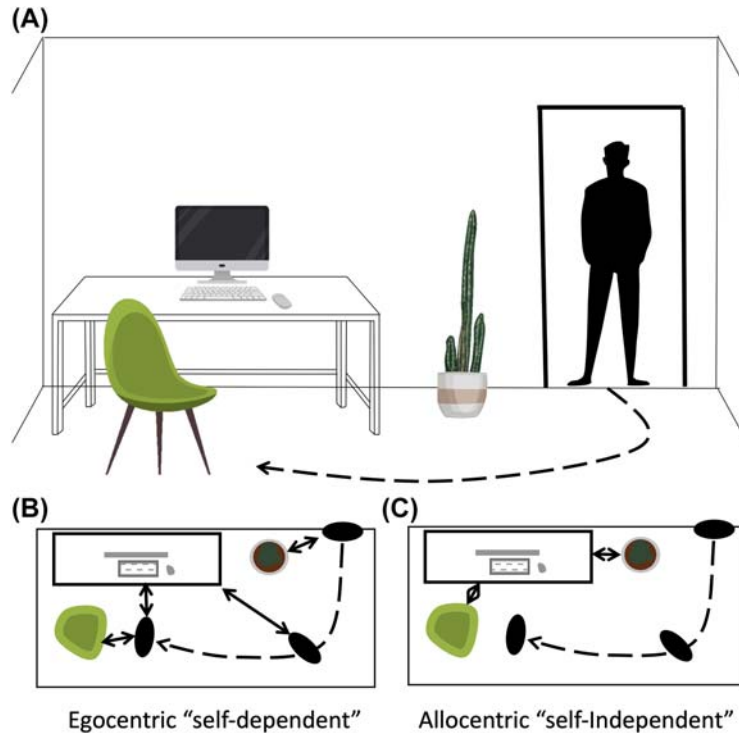 (A)
(B)
(C)
Egocentric “self-dependent”
Allocentric “self-Independent”